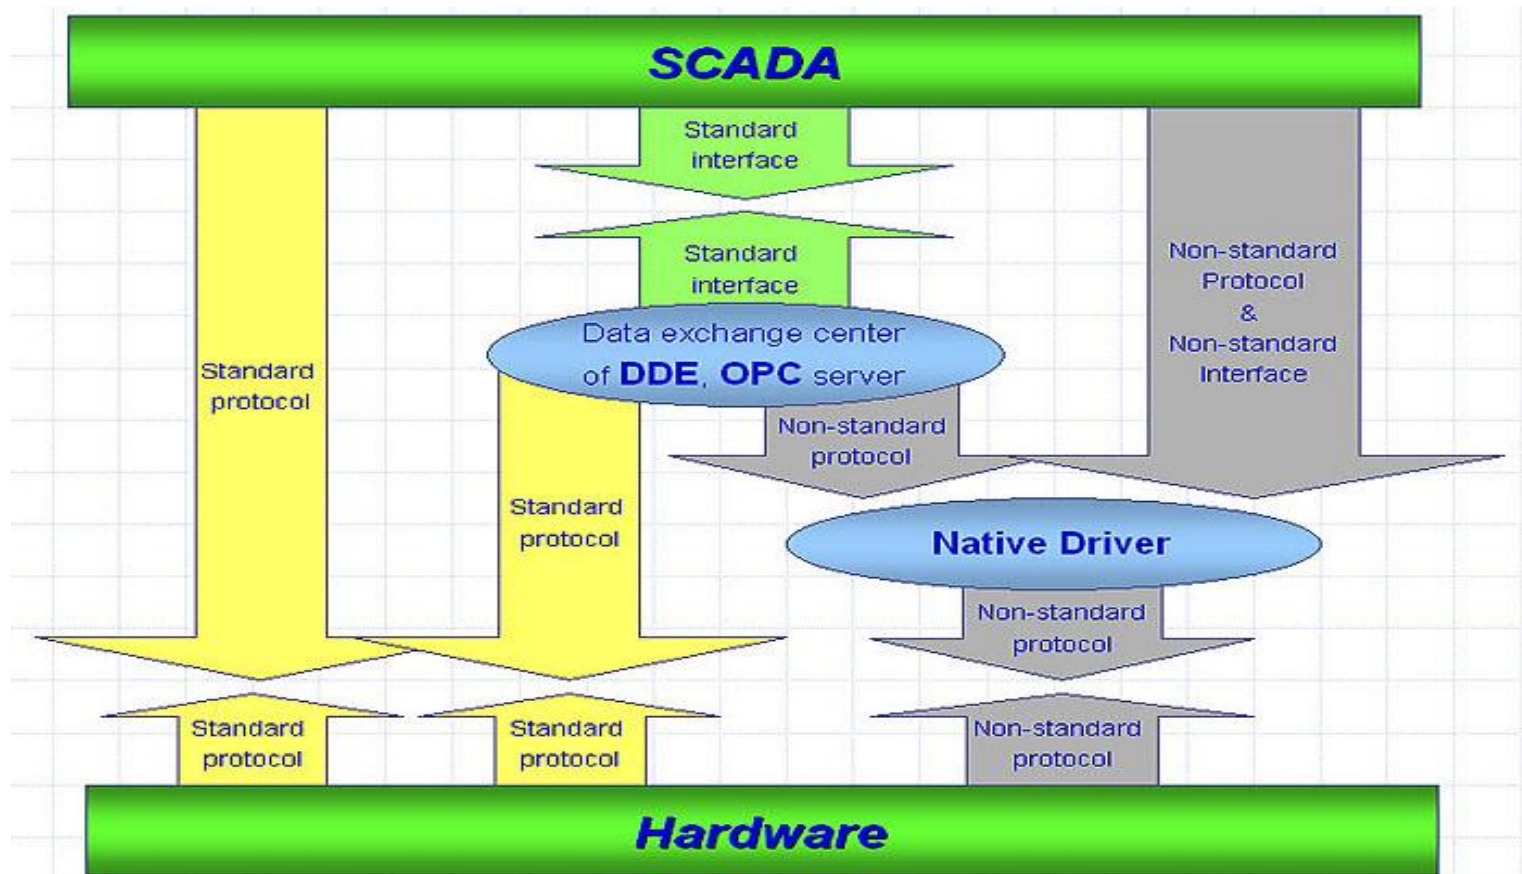 SCADA
Standard
interface
Standard
interface
Non-standard
Protocol
&
Non-standard
Interface
Data exchange center
of DDE, OPC server
Standard
protocol
Non-standard
protocol
Standard
protocol
Native Driver
Non-standard
protocol
Standard
protocol
Standard
protocol
Non-standard
protocol
Hardware